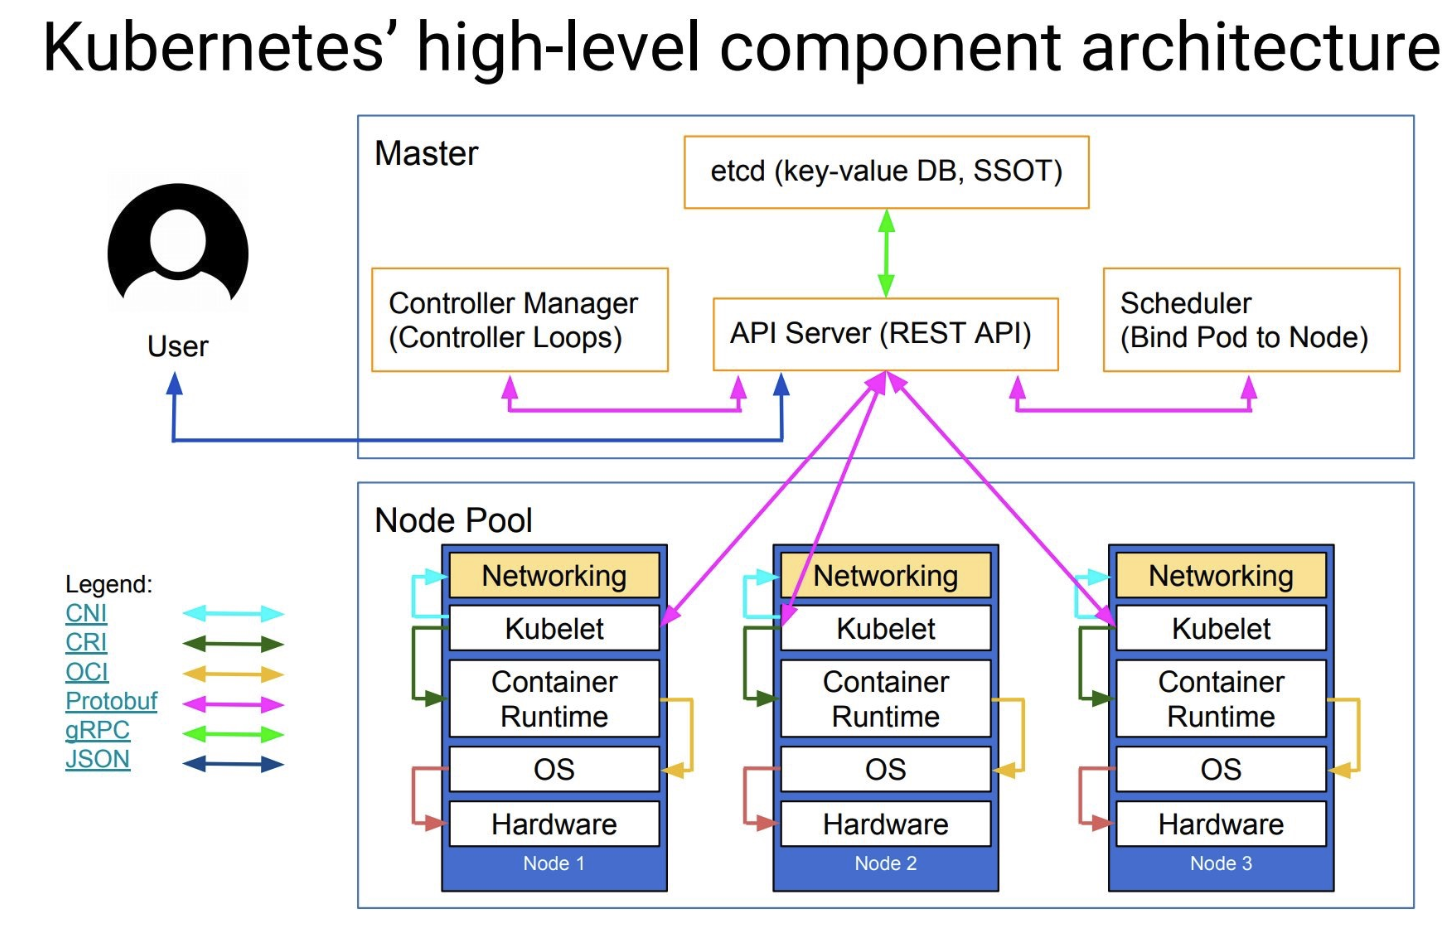 Kubernetes’ high-level component architecture
Master
etcd (key-value DB, SSOT)
Controller Manager
(Controller Loops)
API Server (REST API)
Scheduler
(Bind Pod to Node)
User
Node Pool
Legend:
CNI
CRI
OCI
Protobuf
gRPC
JSON
Networking
Kubelet
Container
Runtime
OS
Hardware
Node 1
Networking
Kubelet
Container
Runtime
OS
Hardware
Node 2
Networking
Kubelet
Container
Runtime
OS
Hardware
Node 3